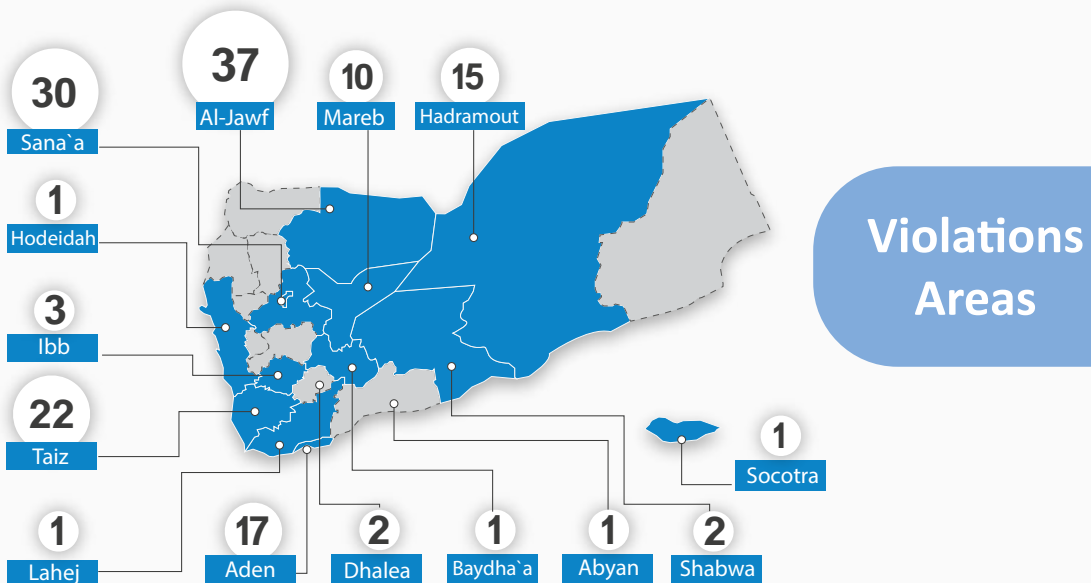 37
Al-Jawf
10
Mareb
15
Hadramout
30
Sana`a
1
Hodeidah
Violations
Areas
3
Ibb
22
Taiz
1
Socotra
1
Lahej
17
Aden
2
Dhalea
1
Baydha`a
1
Abyan
2
Shabwa